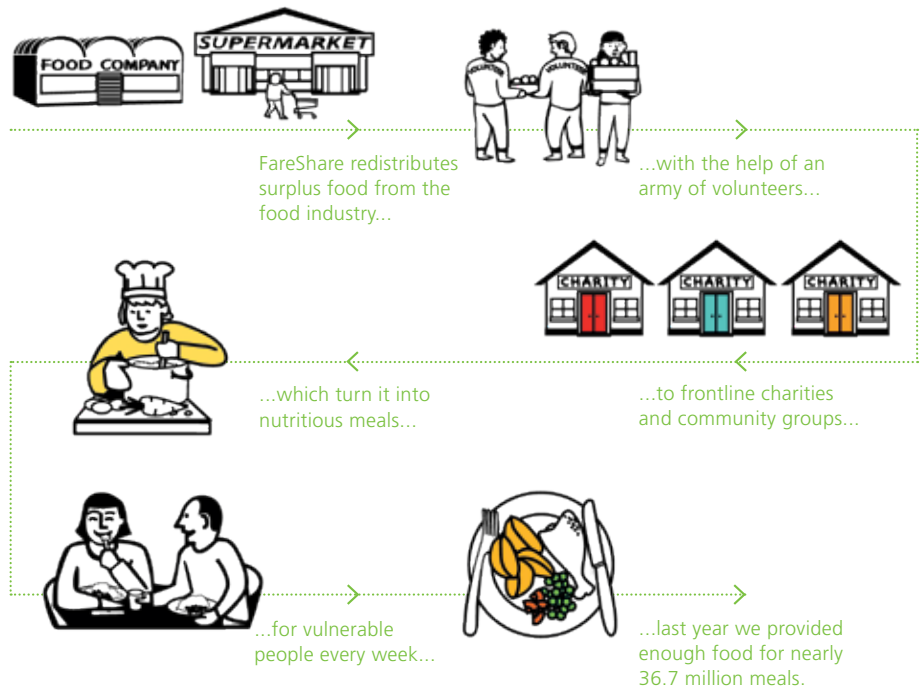 FOOD COMPANY
SUPERMARKET
VOLUNTEER
VOLUNTEER
FareShare redistributes
surplus food from the
food industry...
...with the help of an
army of volunteers...
CHARITY
CHARITY
CHARITY
...to frontline charities
and community groups...
...which turn it into
nutritious meals...
...for vulnerable
people every week...
...last year we provided
enough food for nearly
36.7 million meals.